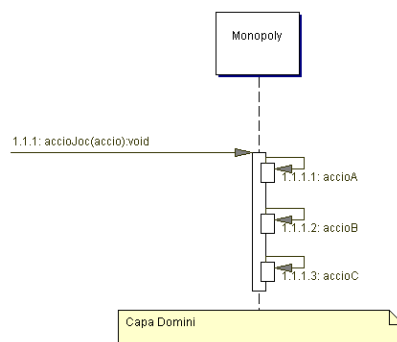 Monopoly
1.1.1: accioJoc(accio):void
1.1.1.1: accioA
1.1.1.2: accioB
1.1.1.3: accioC
Capa Domini